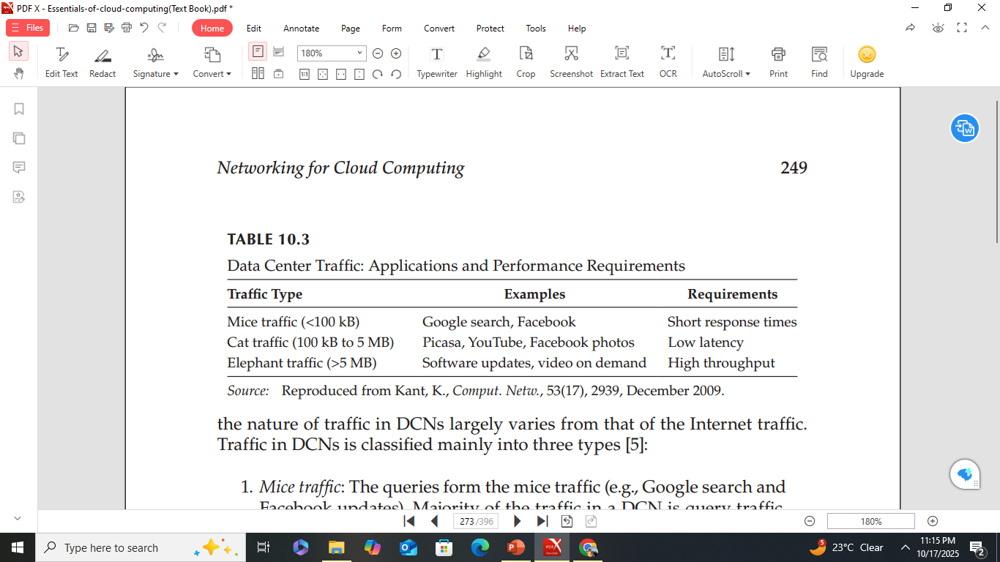 PDF X - Essentials-of-cloud-computing(Text Book).pdf *
Files
Home
Edit
Annotate
Page
Form
Convert
Protect
Tools
Help
Edit Text
Redact
Signature
Convert
180%
Typewriter
Highlight
Crop
Screenshot
Extract Text
OCR
AutoScroll
Print
Find
Upgrade
Networking for Cloud Computing 249
TABLE 10.3
Data Center Traffic: Applications and Performance Requirements
Traffic Type Examples Requirements
Mice traffic (<100 kB) Google search, Facebook Short response times
Cat traffic (100 kB to 5 MB) Picasa, YouTube, Facebook photos Low latency
Elephant traffic (>5 MB) Software updates, video on demand High throughput
Source: Reproduced from Kant, K., Comput. Netw., 53(17), 2939, December 2009.
the nature of traffic in DCNs largely varies from that of the Internet traffic.
Traffic in DCNs is classified mainly into three types [5]:
1. Mice traffic: The queries form the mice traffic (e.g., Google search and
Facebook updates). Majority of the traffic in a DCN is query traffic
273 /396
180%
Type here to search
5
23°C Clear
11:15 PM
10/17/2025
2